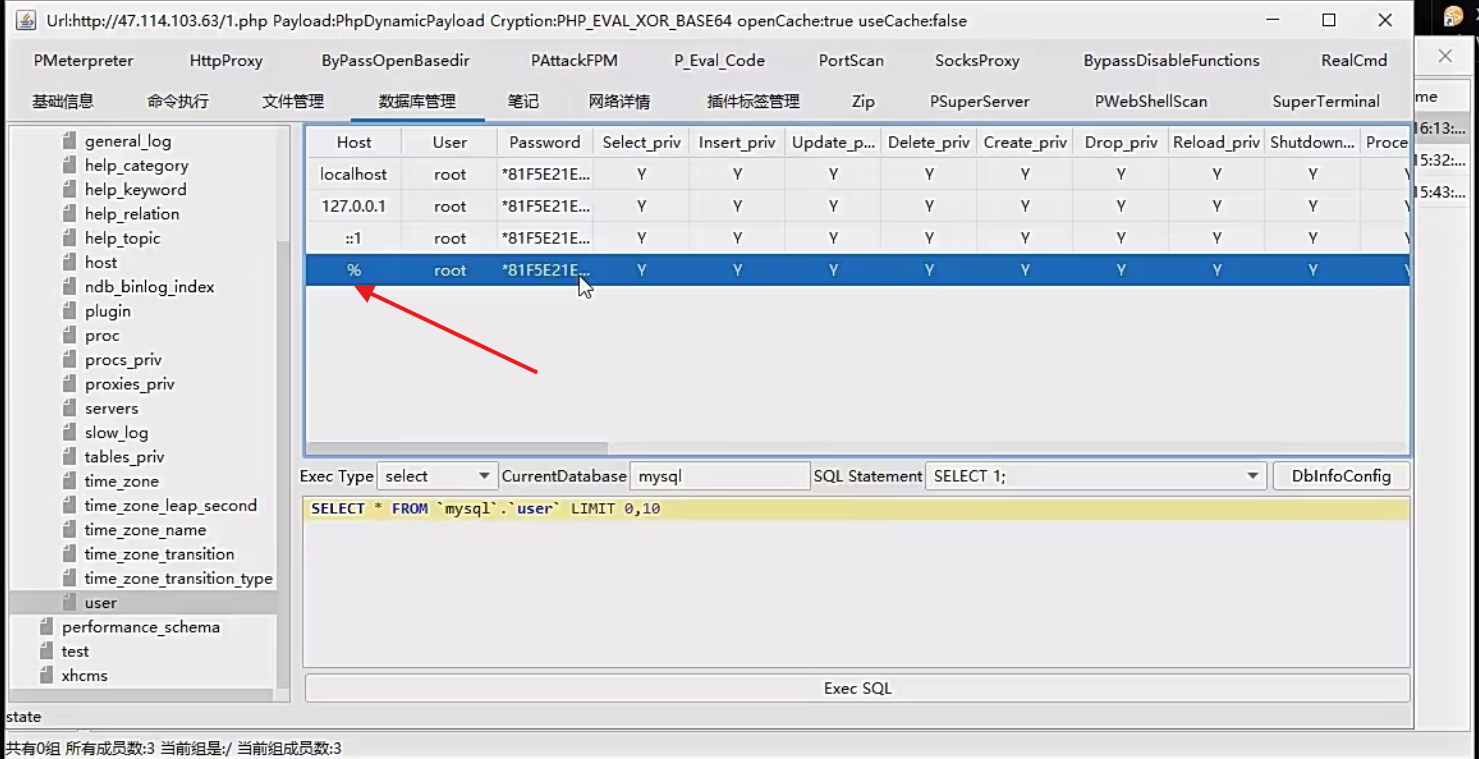 Url:http://47.114.103.63/1.php Payload:PhpDynamicPayload Cryption:PHP_EVAL_XOR_BASE64 openCache:true useCache:false
PMeterpreter HttpProxy ByPassOpenBasedir PAttackFPM P_Eval_Code PortScan SocksProxy BypassDisableFunctions RealCmd
基础信息 命令执行 文件管理 数据库管理 笔记 网络详情 插件标签管理 Zip PSuperServer PWebShellScan SuperTerminal
general_log
help_category
help_keyword
help_relation
help_topic
host
ndb_binlog_index
plugin
proc
procs_priv
proxies_priv
servers
slow_log
tables_priv
time_zone
time_zone_leap_second
time_zone_name
time_zone_transition
time_zone_transition_type
user
performance_schema
test
xhcms
Host User Password Select_priv Insert_priv Update_p... Delete_priv Create_priv Drop_priv Reload_priv Shutdown... Proce
localhost root *81F5E21E... Y Y Y Y Y Y Y Y Y
127.0.0.1 root *81F5E21E... Y Y Y Y Y Y Y Y Y
::1 root *81F5E21E... Y Y Y Y Y Y Y Y Y
% root *81F5E21E... Y Y Y Y Y Y Y Y Y
Exec Type select CurrentDatabase mysql SQL Statement SELECT 1; DbInfoConfig
SELECT * FROM `mysql`.`user` LIMIT 0,10
Exec SQL
state
共有0组 所有成员数:3 当前组是:/ 当前组成员数:3
me
16:13:...
15:32:...
15:43:...